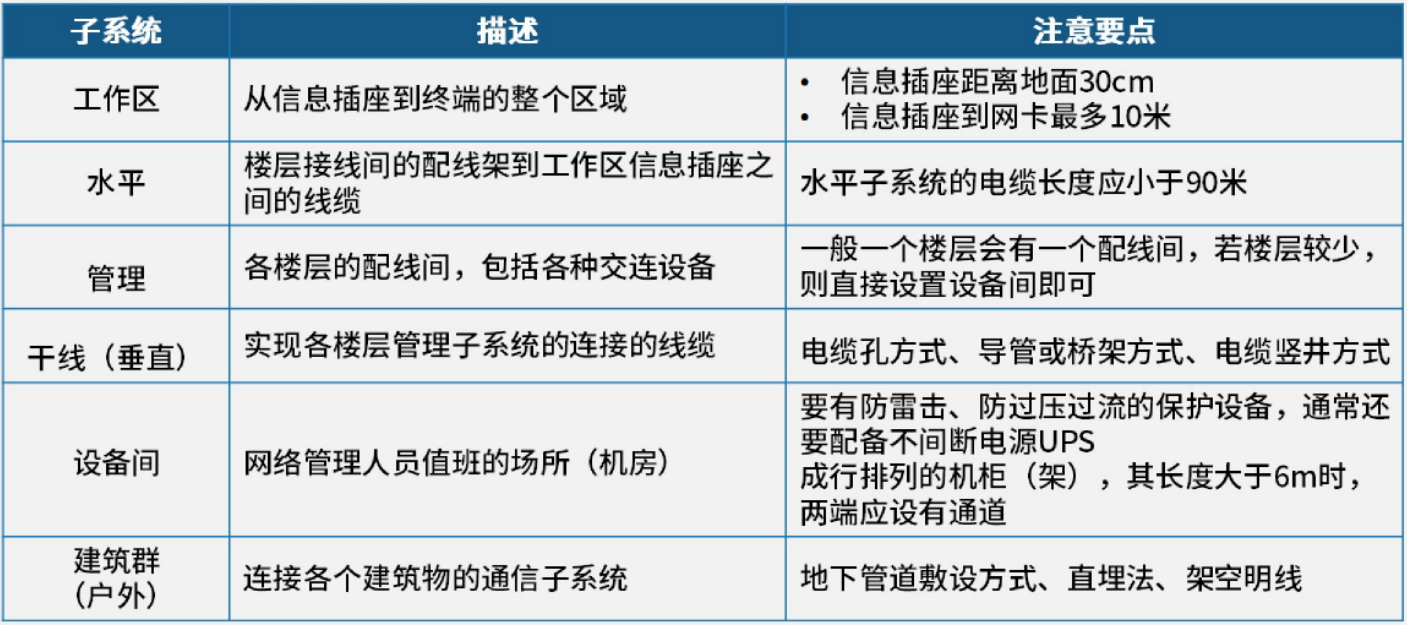 子系统 描述 注意要点
工作区 从信息插座到终端的整个区域
• 信息插座距离地面30cm
• 信息插座到网卡最多10米
水平
楼层接线间的配线架到工作区信息插座之
间的线缆
水平子系统的电缆长度应小于90米
管理 各楼层的配线间，包括各种交连设备
一般一个楼层会有一个配线间，若楼层较少，
则直接设置设备间即可
干线（垂直） 实现各楼层管理子系统的连接的线缆 电缆孔方式、导管或桥架方式、电缆竖井方式
设备间 网络管理人员值班的场所（机房）
要有防雷击、防过压过流的保护设备，通常还
要配备不间断电源UPS
成行排列的机柜（架），其长度大于6m时，
两端应设有通道
建筑群
（户外）
连接各个建筑物的通信子系统 地下管道敷设方式、直埋法、架空明线